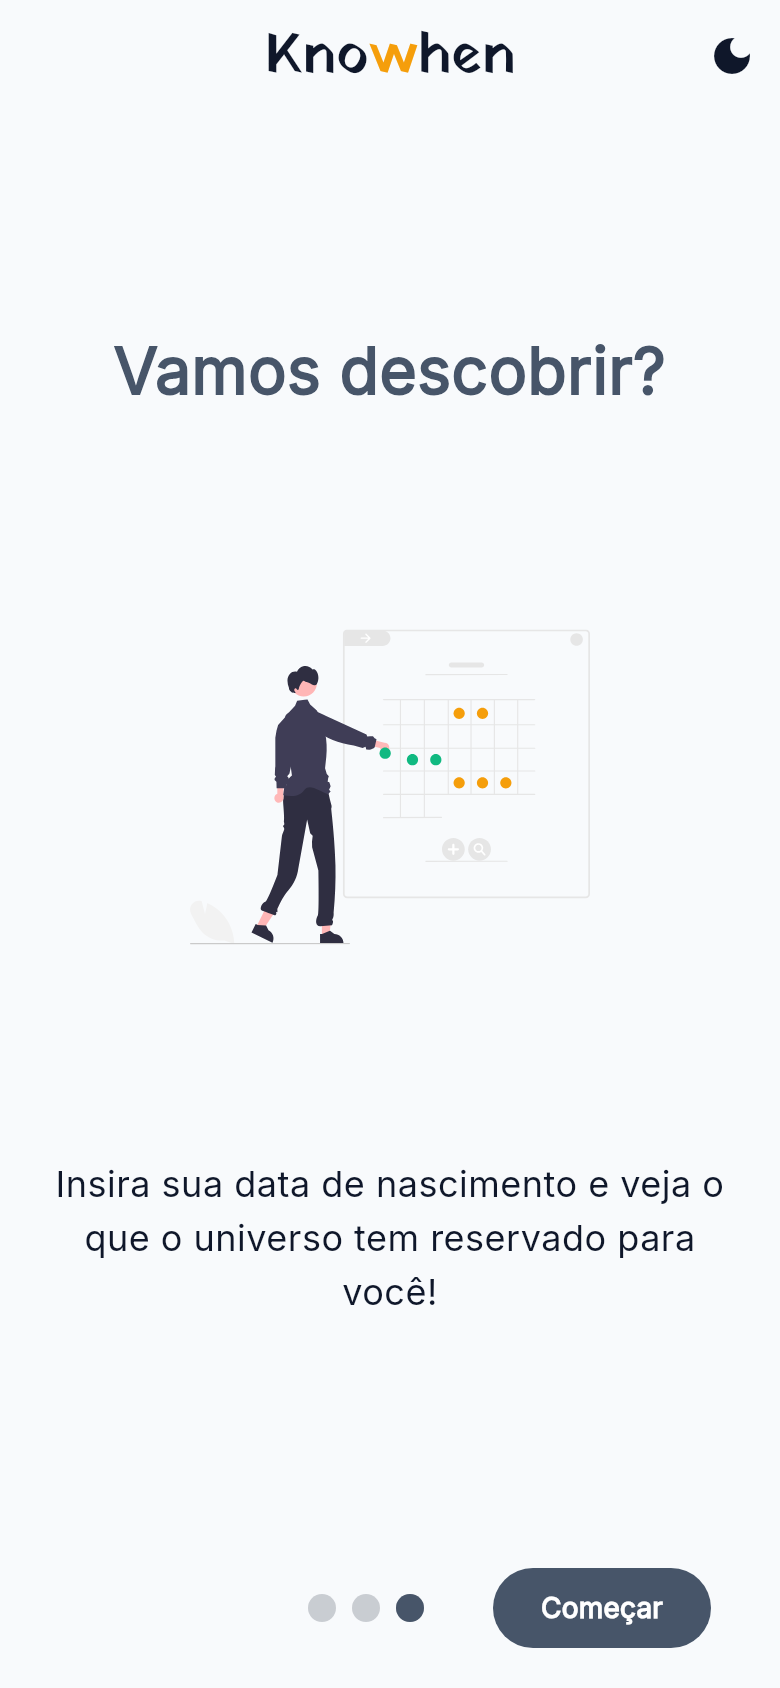 Knowhen
Vamos descobrir?
Insira sua data de nascimento e veja o
que o universo tem reservado para
você!
Começar